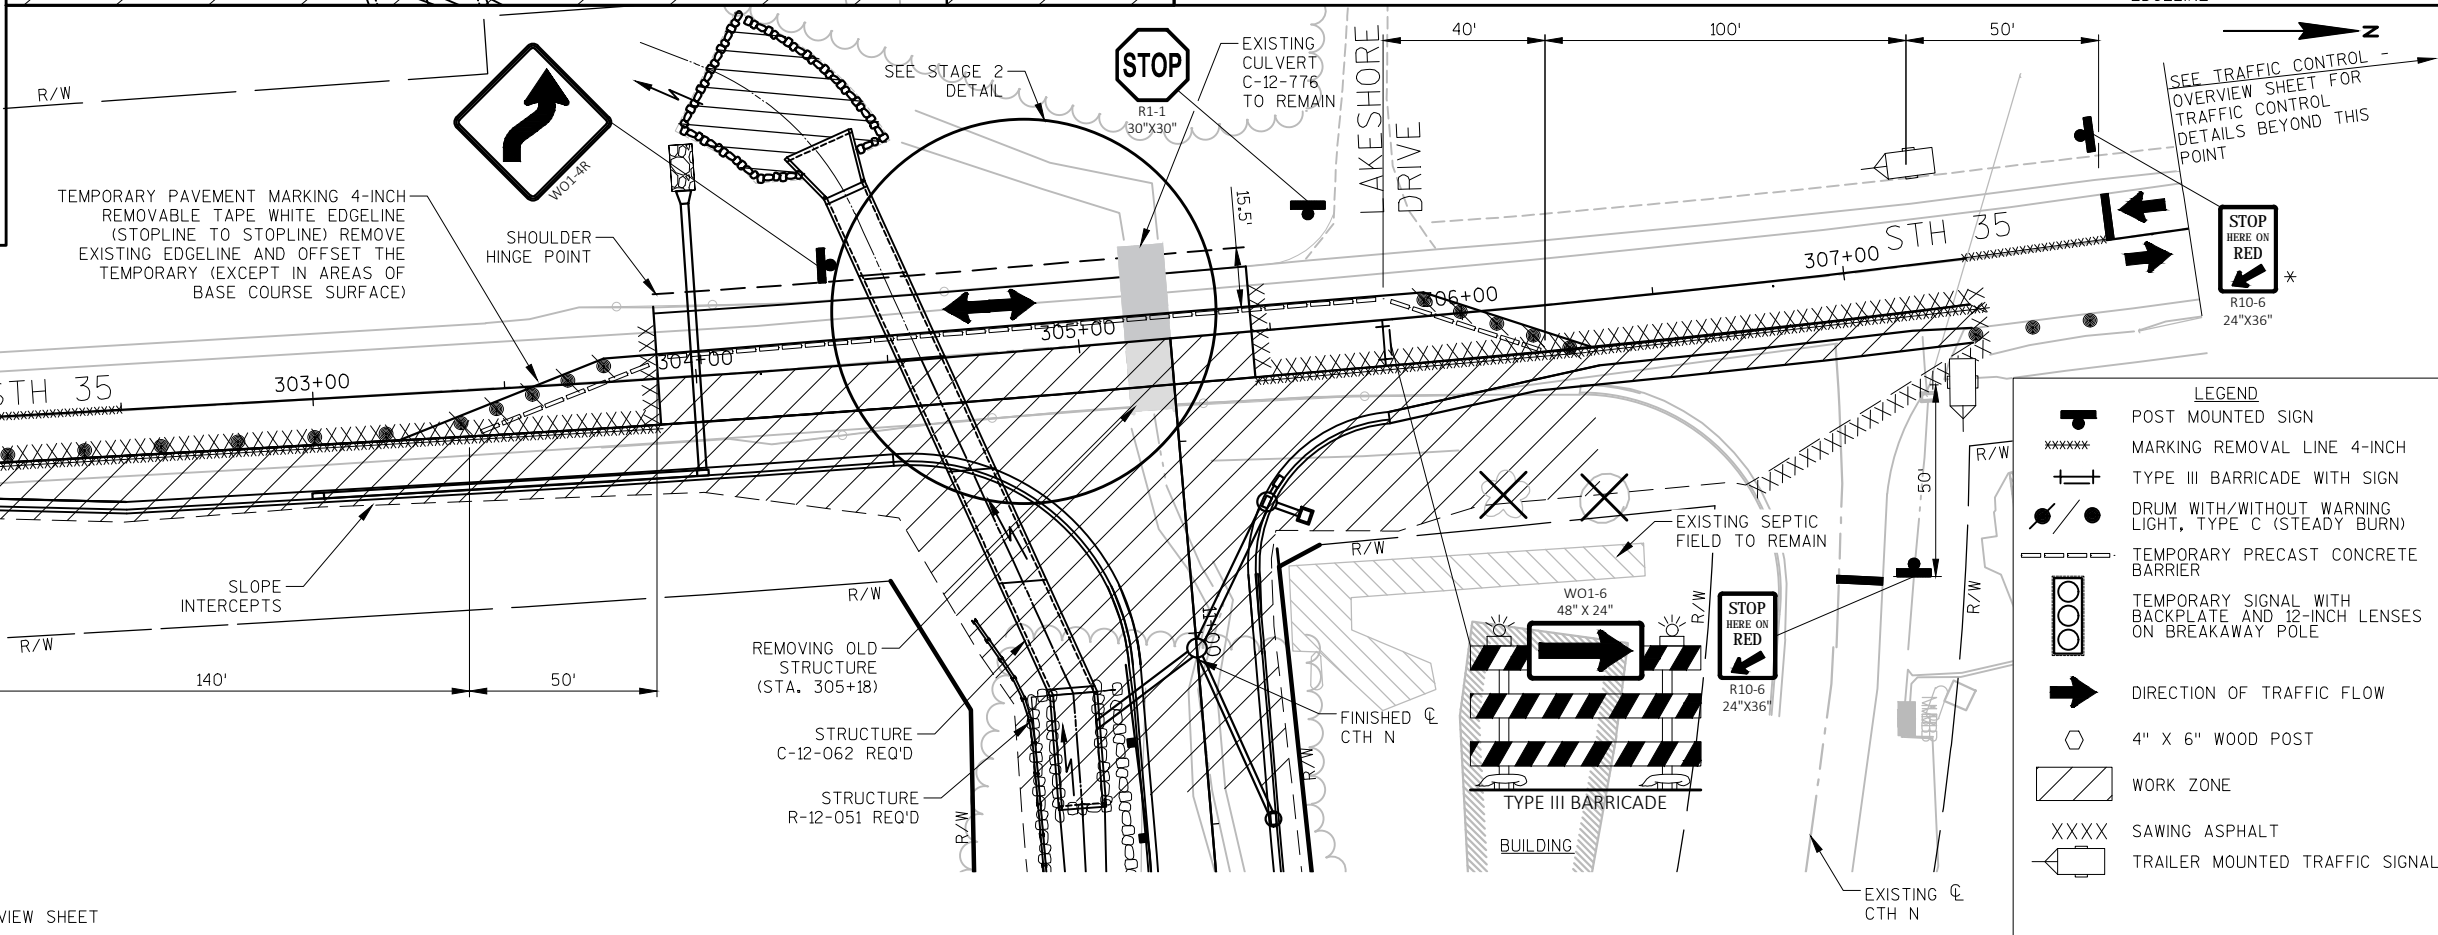 40'
100'
50'
N
R/W
SEE STAGE 2
DETAIL
STOP
R1-1
30"X30"
EXISTING
CULVERT
C-12-776
TO REMAIN
LAKESHORE
DRIVE
SEE TRAFFIC CONTROL -
OVERVIEW SHEET FOR
TRAFFIC CONTROL
DETAILS BEYOND THIS
POINT
WO1-4R
TEMPORARY PAVEMENT MARKING 4-INCH
REMOVABLE TAPE WHITE EDGELINE
(STOPLINE TO STOPLINE) REMOVE
EXISTING EDGELINE AND OFFSET THE
TEMPORARY (EXCEPT IN AREAS OF
BASE COURSE SURFACE)
SHOULDER
HINGE POINT
15.5'
STH 35
307+00
306+00
305+00
304+00
303+00
STH 35
STOP
HERE ON
RED
*
R10-6
24"X36"
SLOPE
INTERCEPTS
R/W
R/W
140'
50'
REMOVING OLD
STRUCTURE
(STA. 305+18)
STRUCTURE
C-12-062 REQ'D
STRUCTURE
R-12-051 REQ'D
R/W
N
N
N
11+00
FINISHED ℄
CTH N
R/W
R/W
EXISTING SEPTIC
FIELD TO REMAIN
WO1-6
48" X 24"
TYPE III BARRICADE
BUILDING
R/W
STOP
HERE ON
RED
R10-6
24"X36"
50'
R/W
R/W
EXISTING ℄
CTH N
LEGEND
POST MOUNTED SIGN
MARKING REMOVAL LINE 4-INCH
TYPE III BARRICADE WITH SIGN
DRUM WITH/WITHOUT WARNING
LIGHT, TYPE C (STEADY BURN)
TEMPORARY PRECAST CONCRETE
BARRIER
TEMPORARY SIGNAL WITH
BACKPLATE AND 12-INCH LENSES
ON BREAKAWAY POLE
DIRECTION OF TRAFFIC FLOW
4" X 6" WOOD POST
WORK ZONE
XXXX SAWING ASPHALT
TRAILER MOUNTED TRAFFIC SIGNAL
VIEW SHEET